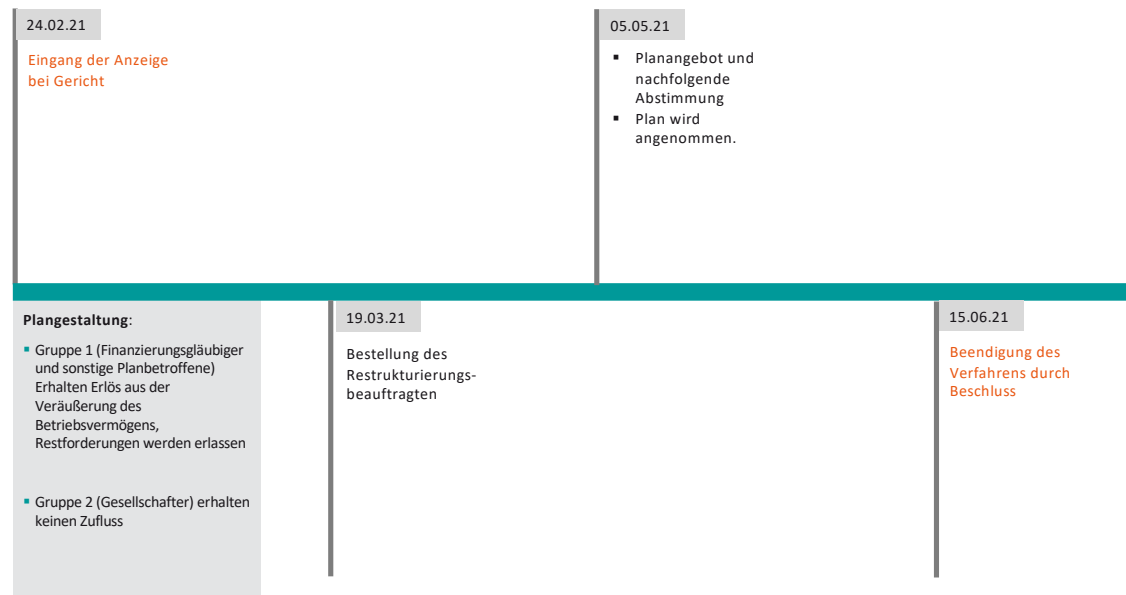 24.02.21
Eingang der Anzeige
bei Gericht
05.05.21
▪ Planangebot und
nachfolgende
Abstimmung
▪ Plan wird
angenommen.
Plangestaltung:
▪ Gruppe 1 (Finanzierungsgläubiger
und sonstige Planbetroffene)
Erhalten Erlös aus der
Veräußerung des
Betriebsvermögens,
Restforderungen werden erlassen
▪ Gruppe 2 (Gesellschafter) erhalten
keinen Zufluss
19.03.21
Bestellung des
Restrukturierungs-
beauftragten
15.06.21
Beendigung des
Verfahrens durch
Beschluss